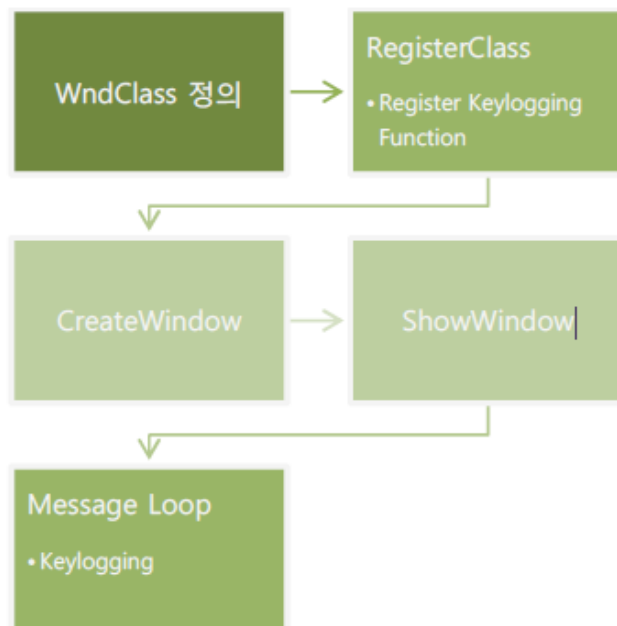 WndClass 정의
RegisterClass
• Register Keylogging
Function
CreateWindow
ShowWindow
Message Loop
• Keylogging